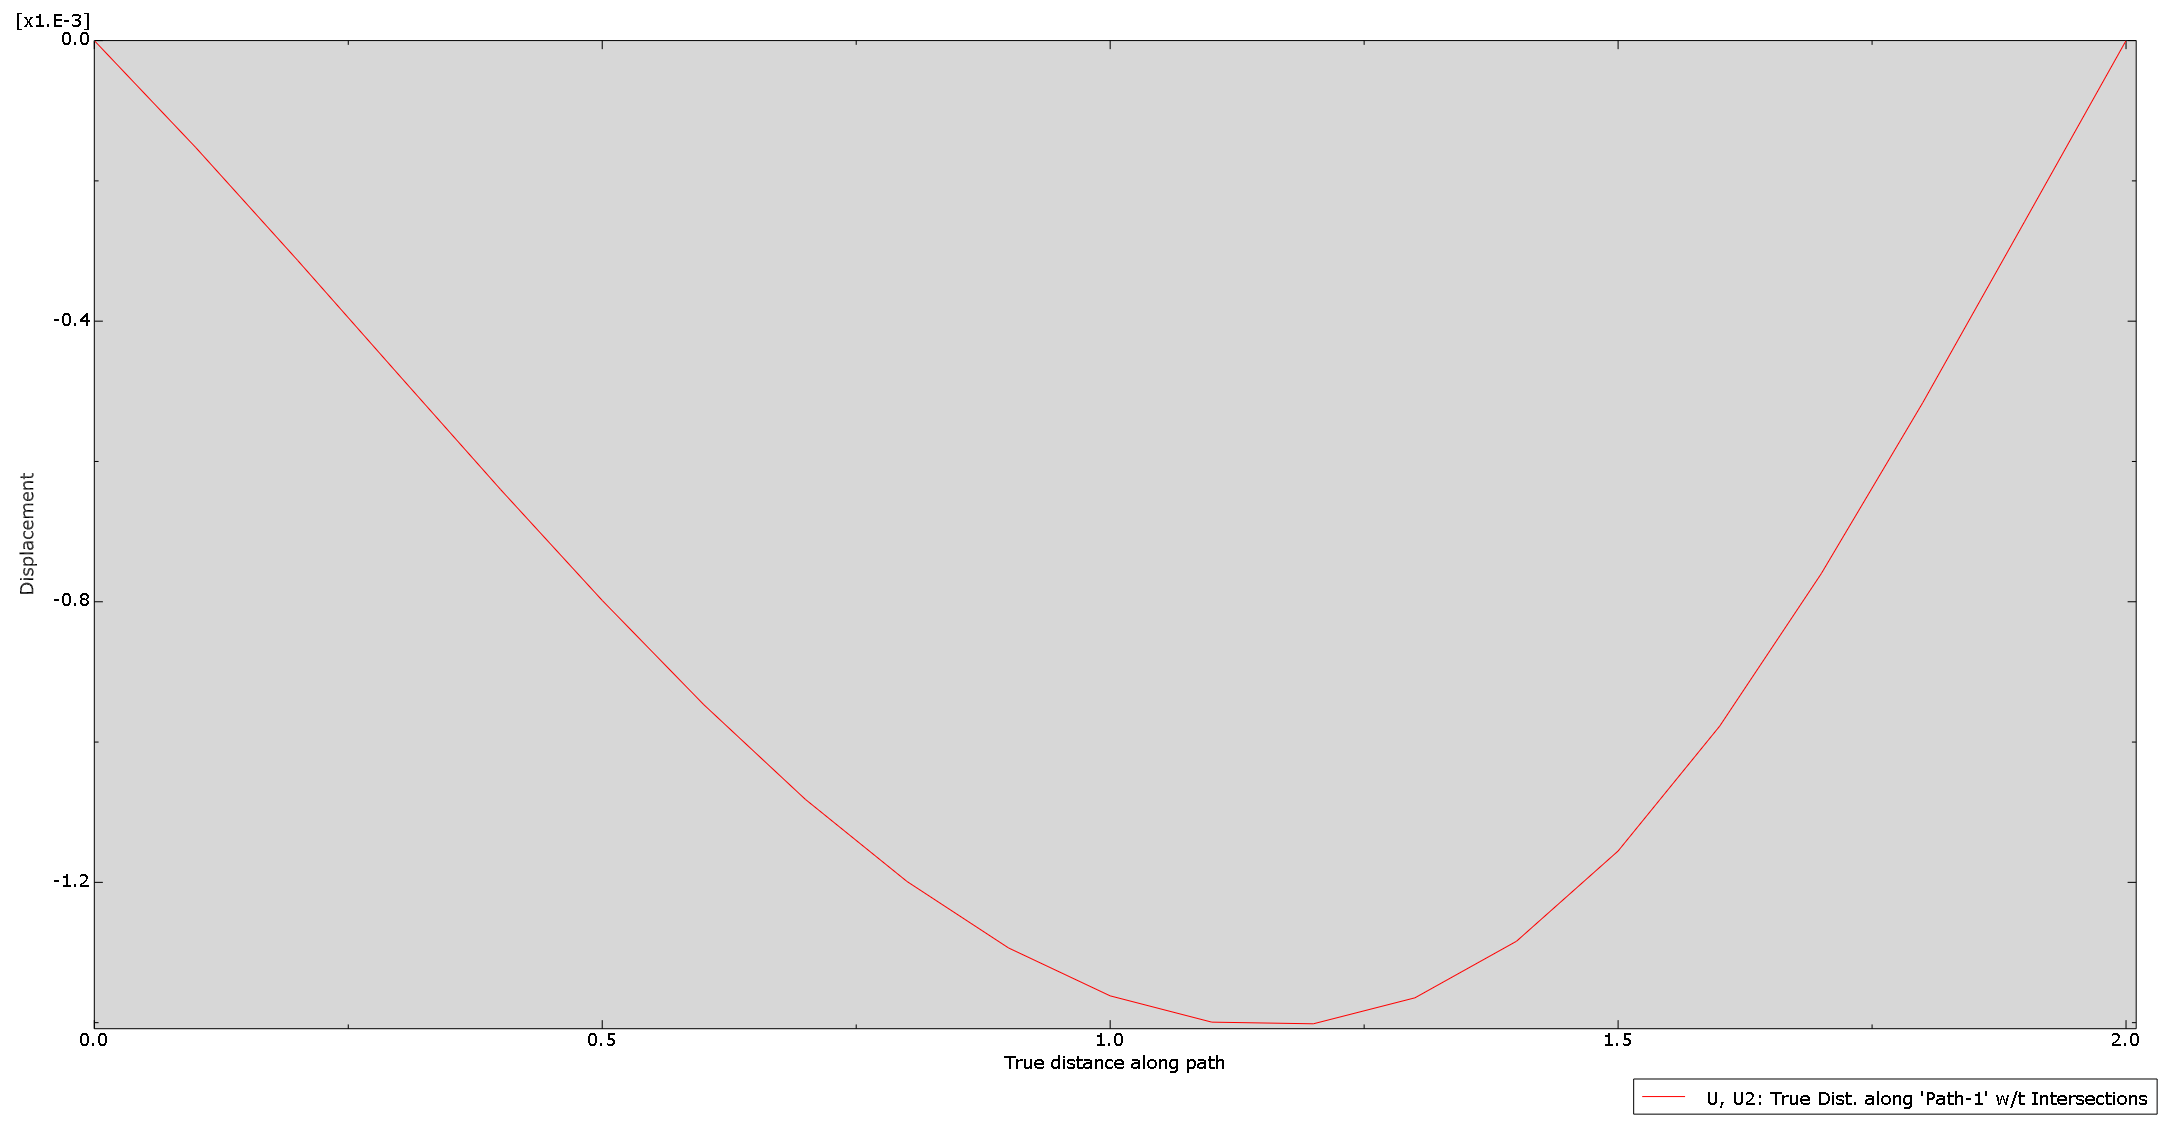 [x1.E-3]
0.0
-0.4
-0.8
-1.2
Displacement
0.0 0.5 1.0 1.5 2.0
True distance along path
U, U2: True Dist. along 'Path-1' w/t Intersections